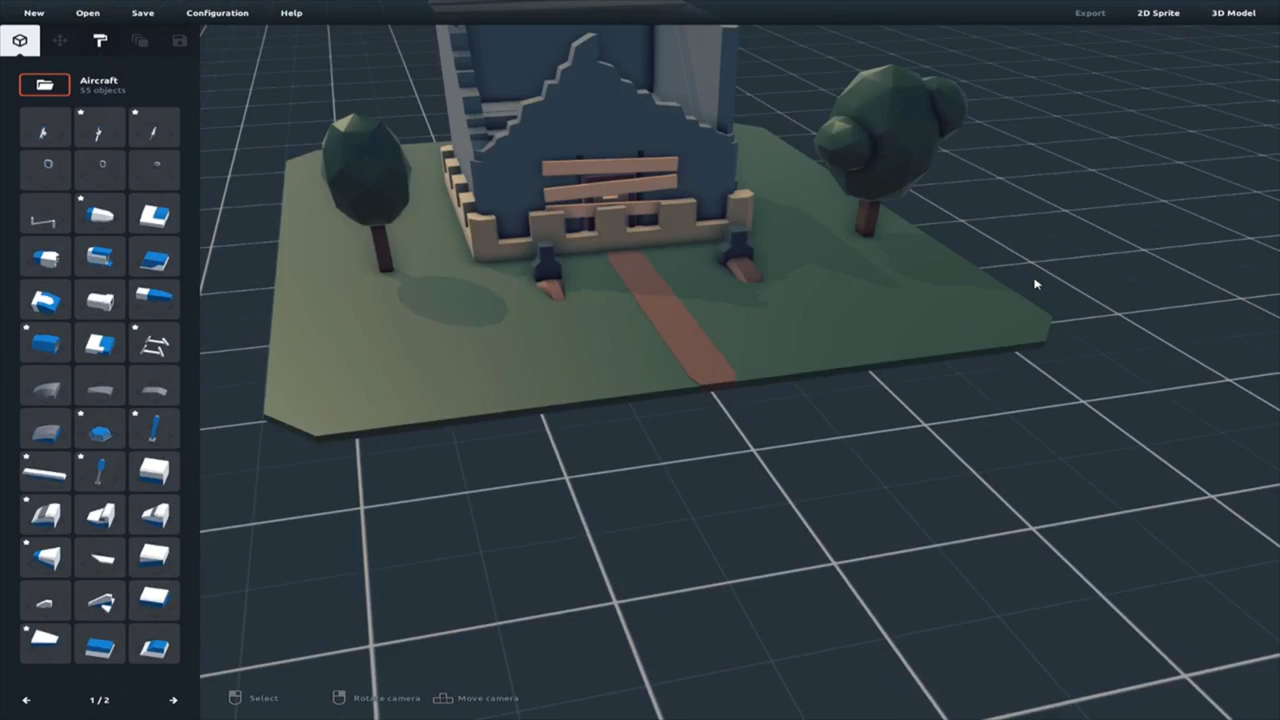 New Open Save Configuration Help Export 2D Sprite 3D Model
Aircraft
55 objects
1 / 2
Select Rotate camera Move camera